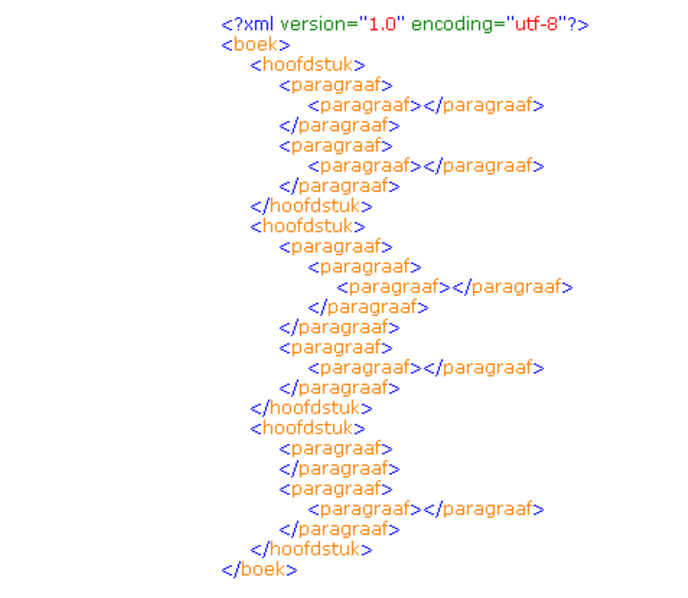 <?xml version="1.0" encoding="utf-8"?>
<boek>
<hoofdstuk>
<paragraaf>
<paragraaf></paragraaf>
</paragraaf>
<paragraaf>
<paragraaf></paragraaf>
</paragraaf>
</hoofdstuk>
<hoofdstuk>
<paragraaf>
<paragraaf>
<paragraaf></paragraaf>
</paragraaf>
</paragraaf>
<paragraaf>
<paragraaf></paragraaf>
</paragraaf>
</hoofdstuk>
<hoofdstuk>
<paragraaf>
</paragraaf>
<paragraaf>
<paragraaf></paragraaf>
</paragraaf>
</hoofdstuk>
</boek>